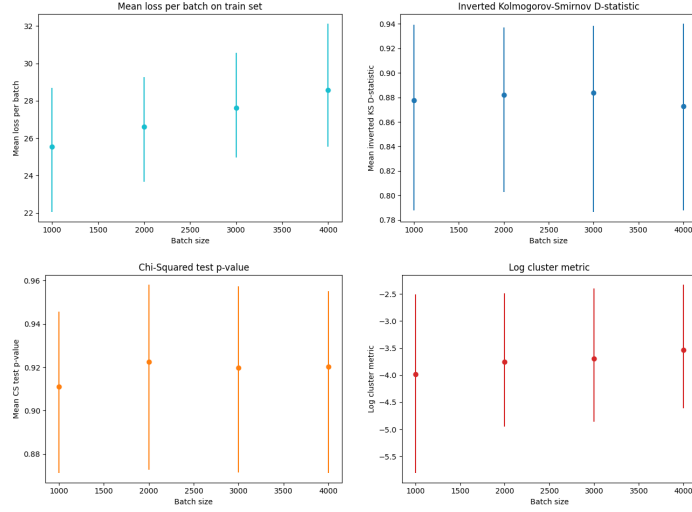 Mean loss per batch on train set
Mean loss per batch
32
30
28
26
24
22
1000 1500 2000 2500 3000 3500 4000
Batch size
Inverted Kolmogorov-Smirnov D-statistic
Mean inverted KS D-statistic
0.94
0.92
0.90
0.88
0.86
0.84
0.82
0.80
0.78
1000 1500 2000 2500 3000 3500 4000
Batch size
Chi-Squared test p-value
Mean CS test p-value
0.96
0.94
0.92
0.90
0.88
1000 1500 2000 2500 3000 3500 4000
Batch size
Log cluster metric
Log cluster metric
−2.5
−3.0
−3.5
−4.0
−4.5
−5.0
−5.5
1000 1500 2000 2500 3000 3500 4000
Batch size